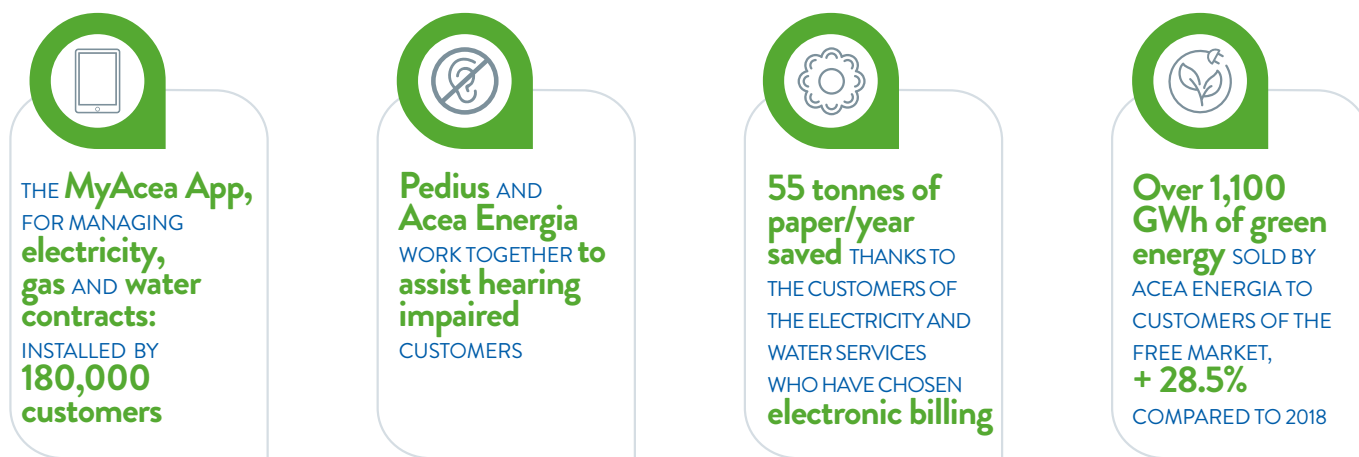 THE MyAcea App,
FOR MANAGING
electricity,
gas AND water
contracts:
INSTALLED BY
180,000
customers
Pedius AND
Acea Energia
WORK TOGETHER to
assist hearing
impaired
CUSTOMERS
55 tonnes of
paper/year
saved THANKS TO
THE CUSTOMERS OF
THE ELECTRICITY AND
WATER SERVICES
WHO HAVE CHOSEN
electronic billing
Over 1,100
GWh of green
energy SOLD BY
ACEA ENERGIA TO
CUSTOMERS OF THE
FREE MARKET,
+ 28.5%
COMPARED TO 2018